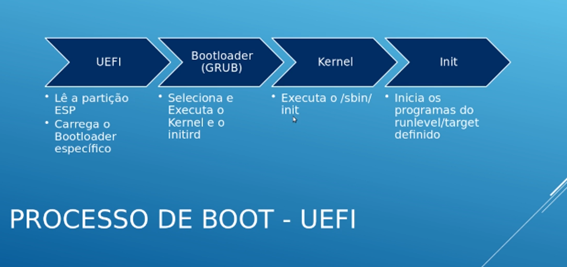 UEFI
Bootloader
(GRUB)
Kernel
Init
• Lê a partição
ESP
• Carrega o
Bootloader
específico
• Seleciona e
Executa o
Kernel e o
initird
• Executa o /sbin/
init
• Inicia os
programas do
runlevel/target
definido
PROCESSO DE BOOT - UEFI